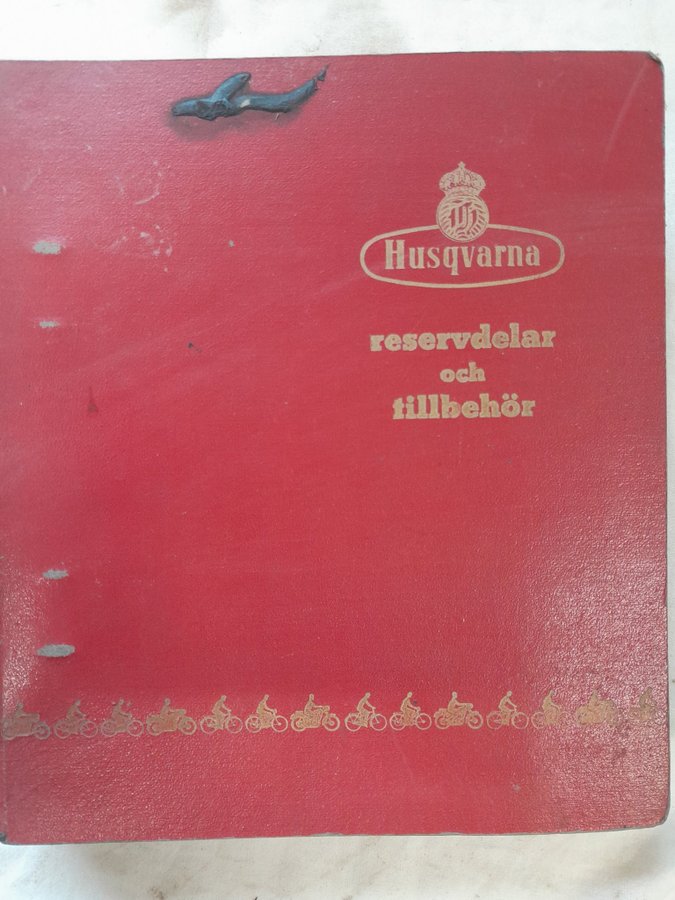 Husqvarna
reservdelar
och
tillbehör